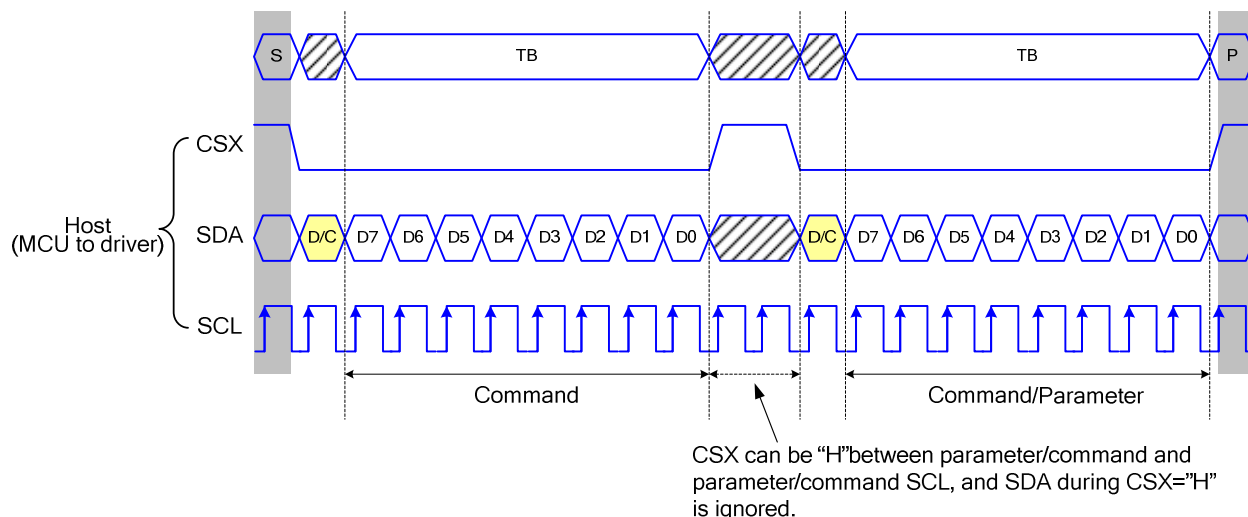 S TB TB P
CSX
Host
(MCU to driver)
SDA D/C D7 D6 D5 D4 D3 D2 D1 D0 D/C D7 D6 D5 D4 D3 D2 D1 D0
SCL
Command Command/Parameter
CSX can be “H”between parameter/command and
parameter/command SCL, and SDA during CSX=”H”
is ignored.